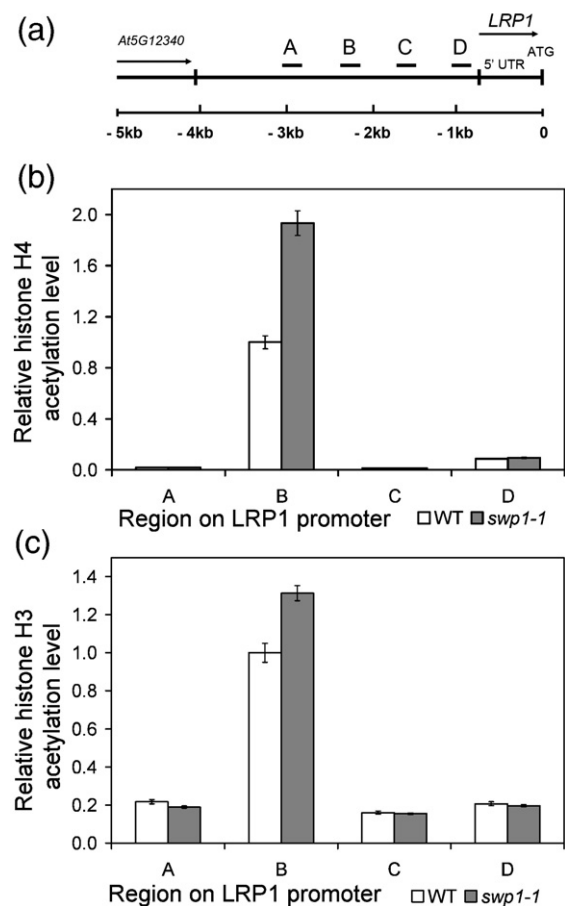 (a)
At5G12340
A B C D
LRP1
5' UTR
ATG
- 5kb - 4kb - 3kb - 2kb - 1kb 0
(b)
Relative histone H4
acetylation level
2.0
1.6
1.2
0.8
0.4
0.0
A B C D
Region on LRP1 promoter WT swp1-1
(c)
Relative histone H3
acetylation level
1.4
1.2
1.0
0.8
0.6
0.4
0.2
0.0
A B C D
Region on LRP1 promoter WT swp1-1